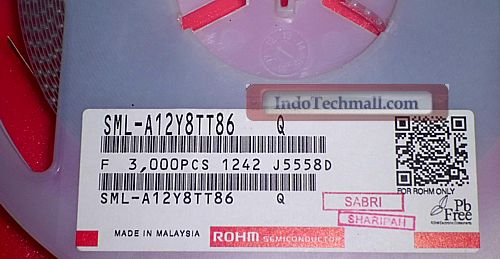 IndoTechmall.com
SML-A12Y8TT86 Q
F 3,000PCS 1242 J5558D
SML-A12Y8TT86 Q
FOR ROHM ONLY
SABRI
SHARIPAH
Pb
Free
MADE IN MALAYSIA ROHM SEMICONDUCTOR